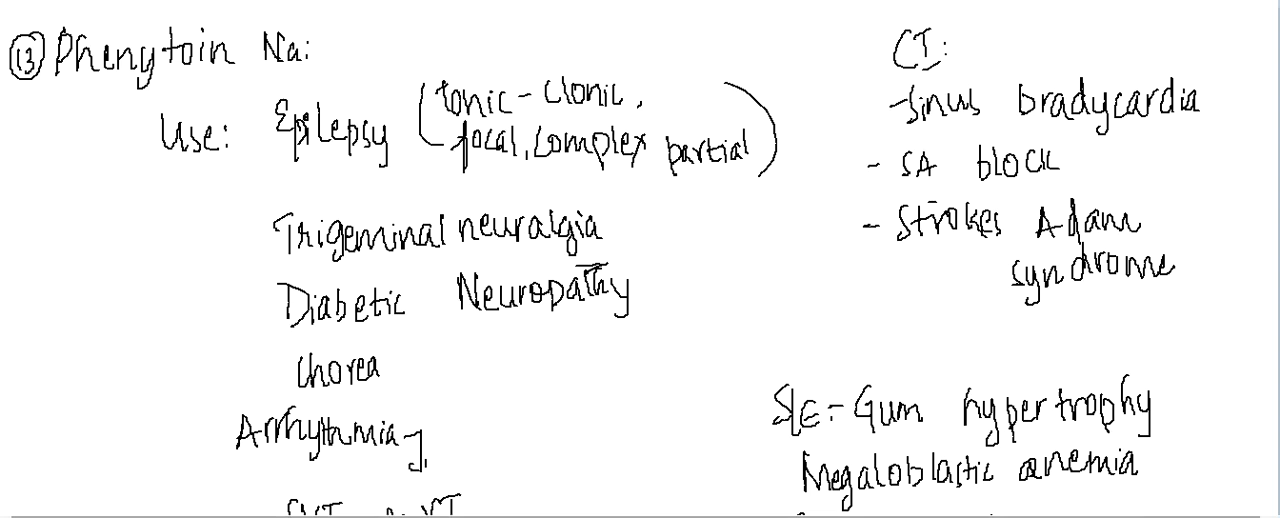 ⑬ Phenytoin Na:
Use: Epilepsy (tonic-clonic,
focal, complex partial)
Trigeminal neuralgia
Diabetic Neuropathy
Chorea
Arrhythmia
CI:
- Sinus bradycardia
- SA block
- Strokes Adam
syndrome
S/E - Gum hypertrophy
Megaloblastic anemia